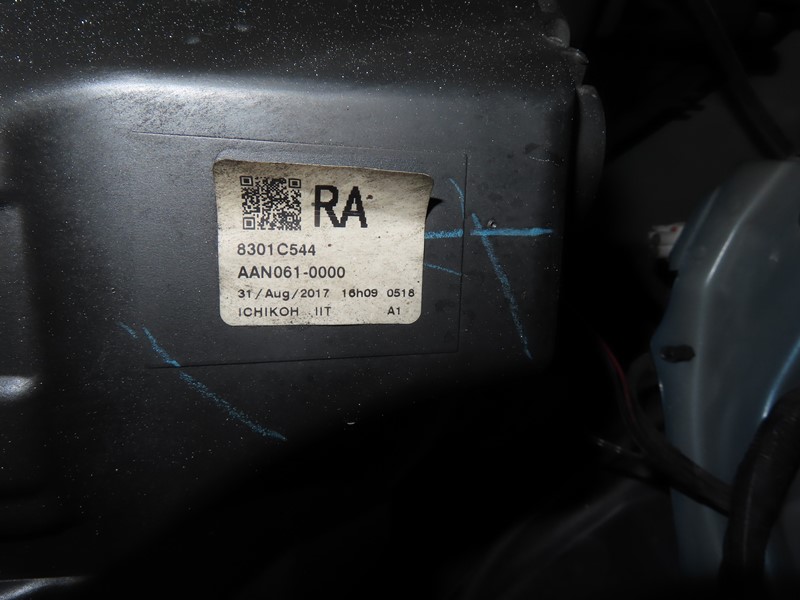 RA
8301C544
AAN061-0000
31/Aug/2017 16h09 0518
ICHIKOH IIT A1